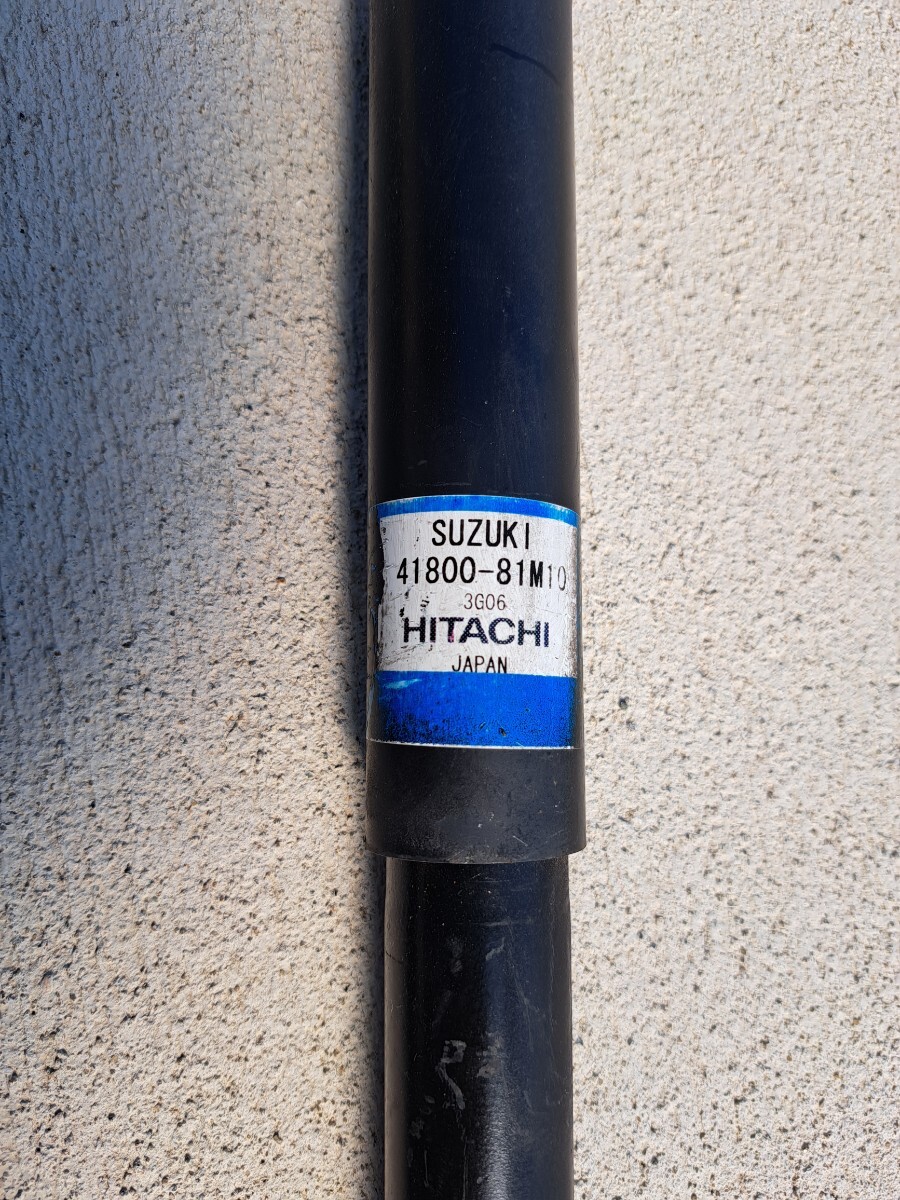 SUZUKI
41800-81M10
3G06
HITACHI
JAPAN